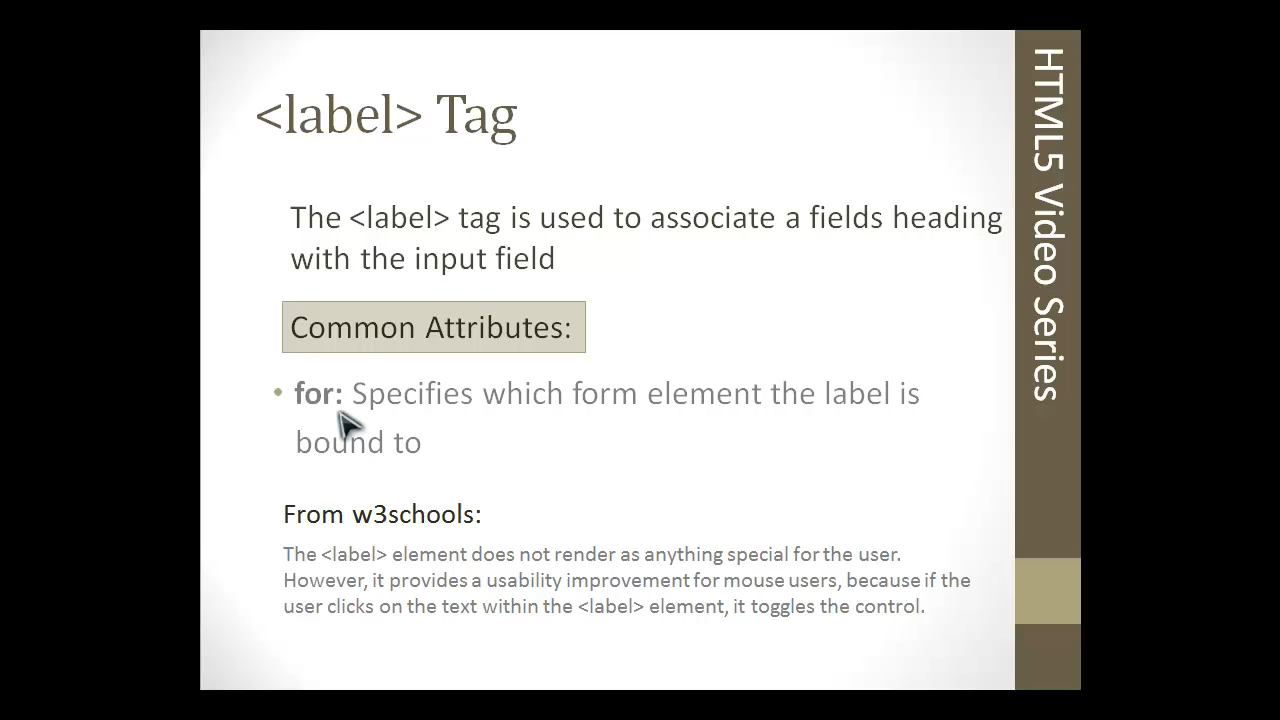 <label> Tag
The <label> tag is used to associate a fields heading
with the input field
Common Attributes:
• for: Specifies which form element the label is
bound to
From w3schools:
The <label> element does not render as anything special for the user.
However, it provides a usability improvement for mouse users, because if the
user clicks on the text within the <label> element, it toggles the control.
HTML5 Video Series